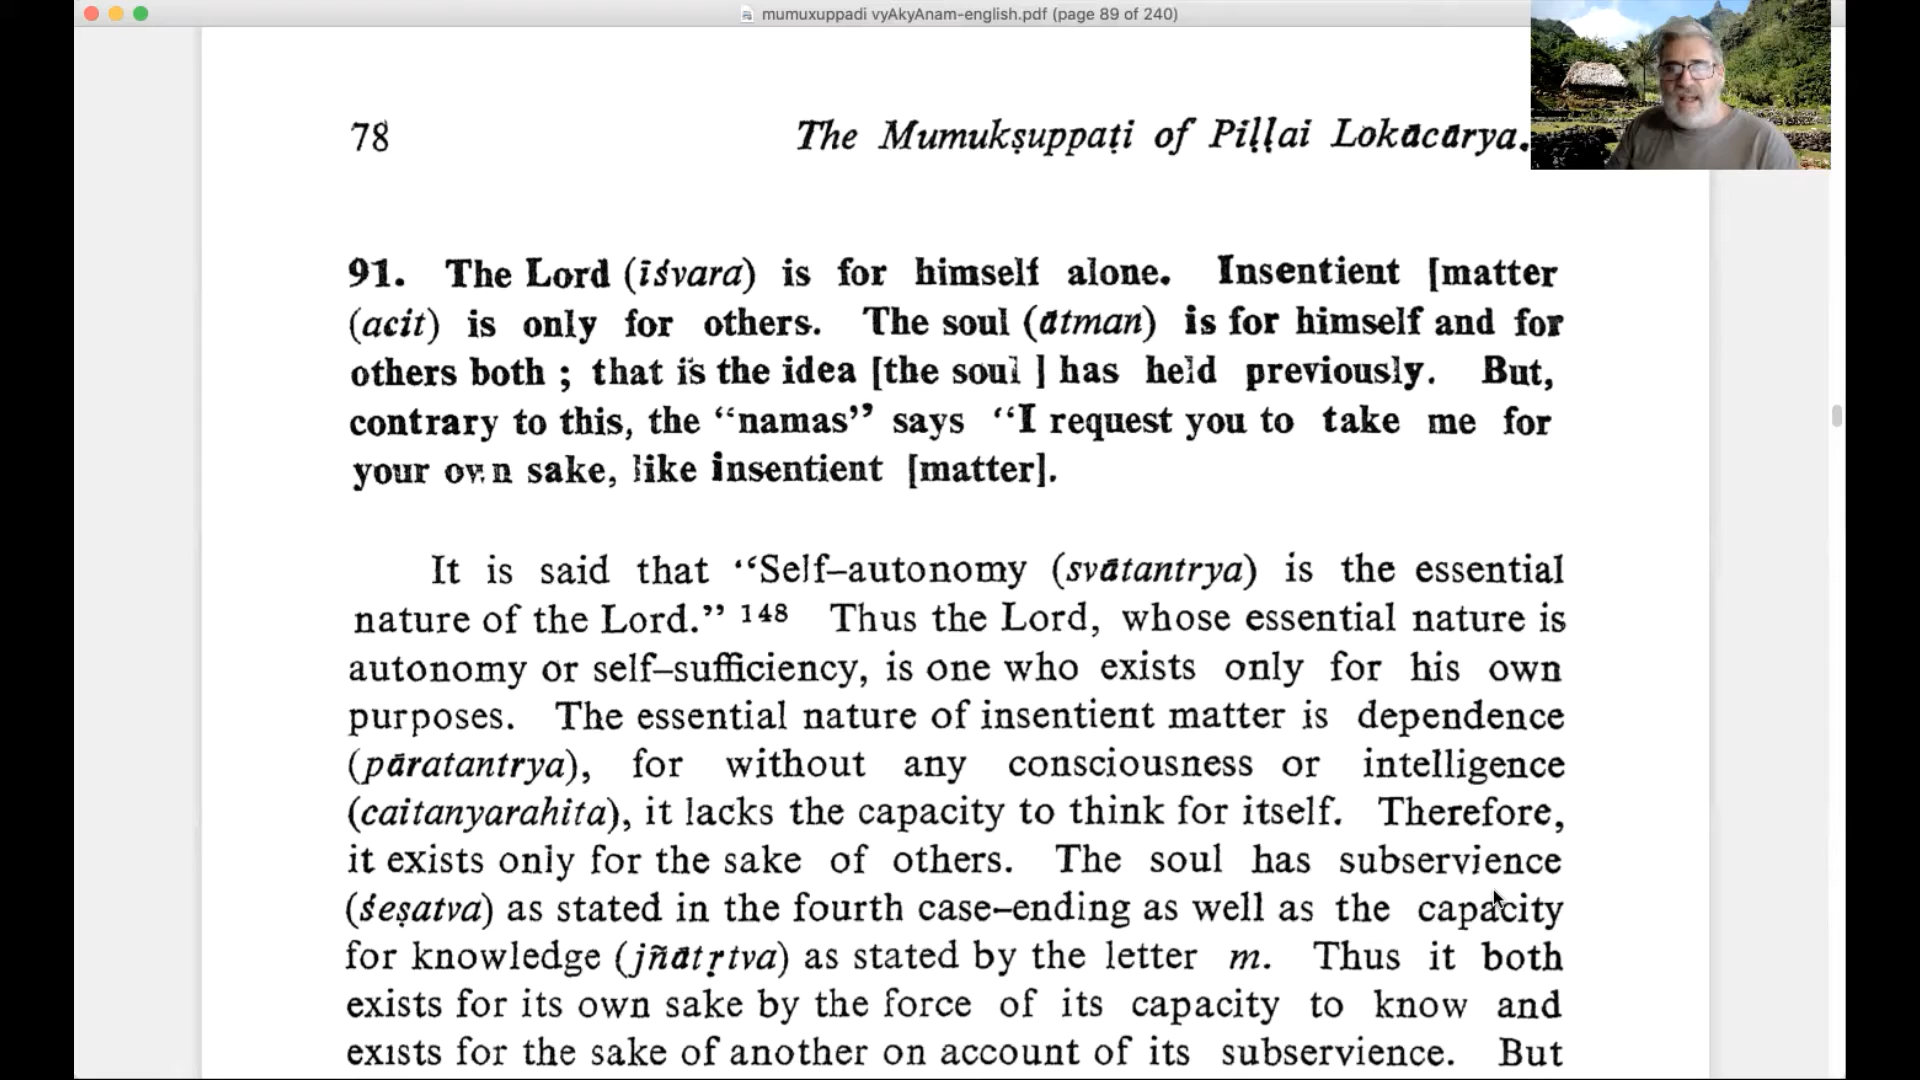 mumuxuppadi vyAkyAnam-english.pdf (page 89 of 240)
78 The Mumukṣuppaṭi of Piḷḷai Lokācārya.
91. The Lord (īśvara) is for himself alone. Insentient [matter
(acit) is only for others. The soul (ātman) is for himself and for
others both ; that is the idea [the soul ] has held previously. But,
contrary to this, the “namas” says “I request you to take me for
your own sake, like insentient [matter].
It is said that “Self–autonomy (svātantrya) is the essential
nature of the Lord.” 148 Thus the Lord, whose essential nature is
autonomy or self–sufficiency, is one who exists only for his own
purposes. The essential nature of insentient matter is dependence
(pāratantrya), for without any consciousness or intelligence
(caitanyarahita), it lacks the capacity to think for itself. Therefore,
it exists only for the sake of others. The soul has subservience
(śeṣatva) as stated in the fourth case–ending as well as the capacity
for knowledge (jñātṛtva) as stated by the letter m. Thus it both
exists for its own sake by the force of its capacity to know and
exists for the sake of another on account of its subservience. But